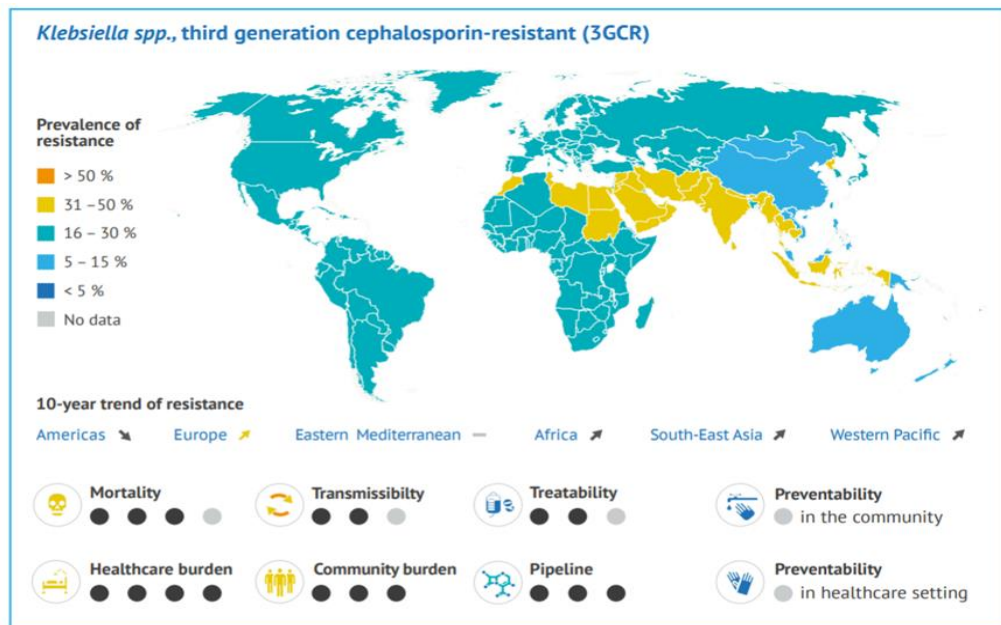 Klebsiella spp., third generation cephalosporin-resistant (3GCR)
Prevalence of
resistance
> 50 %
31 –50 %
16 – 30 %
5 – 15 %
< 5 %
No data
10-year trend of resistance
Americas Europe Eastern Mediterranean Africa South-East Asia Western Pacific
Mortality Transmissibilty Treatability Preventability
in the community
Healthcare burden Community burden Pipeline Preventability
in healthcare setting